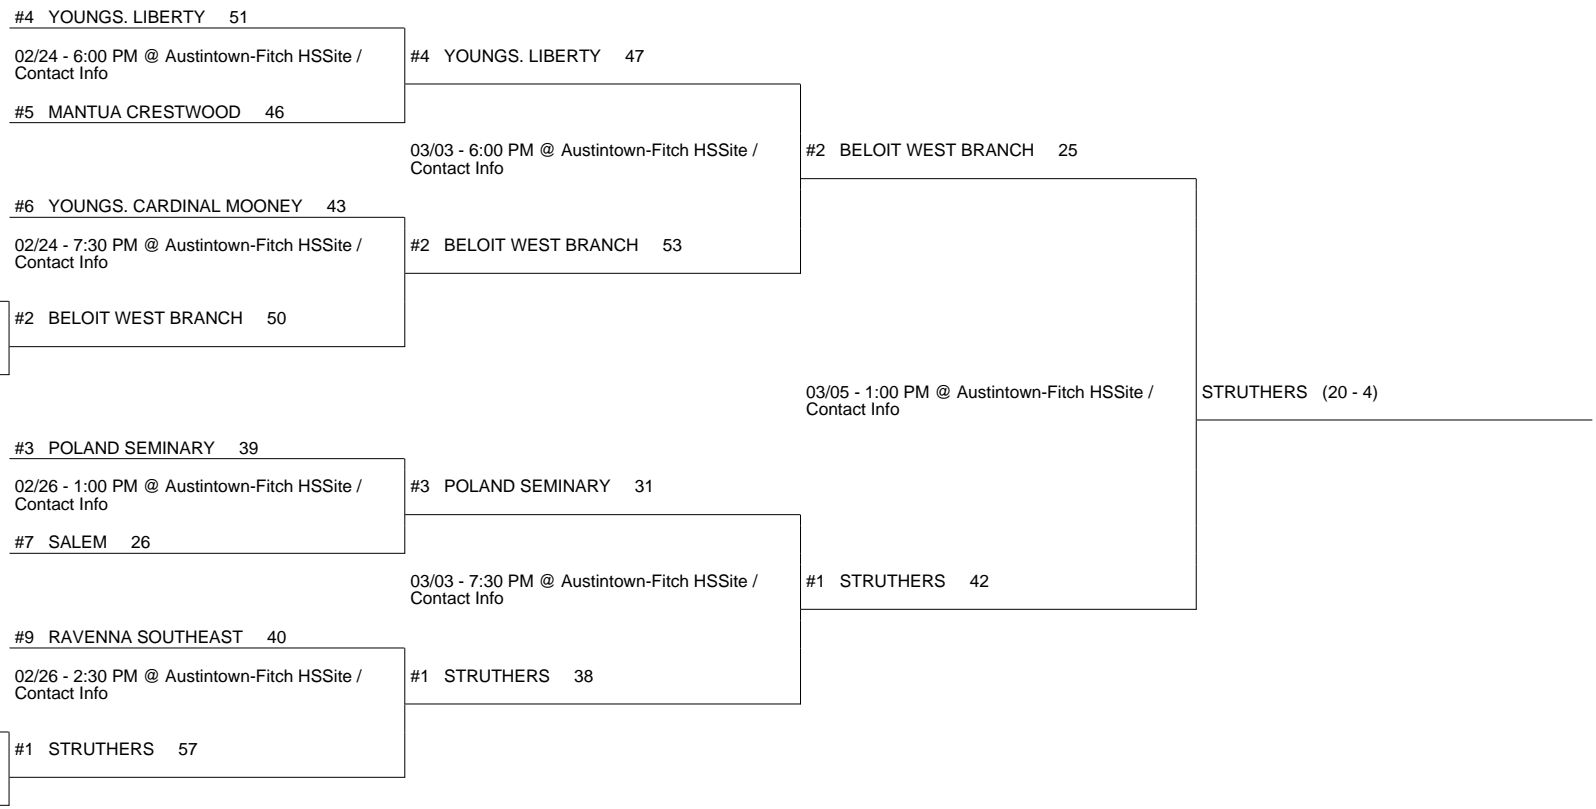 #4 YOUNGS. LIBERTY 51
02/24 - 6:00 PM @ Austintown-Fitch HSSite /
Contact Info
#5 MANTUA CRESTWOOD 46
#4 YOUNGS. LIBERTY 47
03/03 - 6:00 PM @ Austintown-Fitch HSSite /
Contact Info
#6 YOUNGS. CARDINAL MOONEY 43
02/24 - 7:30 PM @ Austintown-Fitch HSSite /
Contact Info
#2 BELOIT WEST BRANCH 50
#2 BELOIT WEST BRANCH 53
#2 BELOIT WEST BRANCH 25
03/05 - 1:00 PM @ Austintown-Fitch HSSite /
Contact Info
STRUTHERS (20 - 4)
#3 POLAND SEMINARY 39
02/26 - 1:00 PM @ Austintown-Fitch HSSite /
Contact Info
#7 SALEM 26
#3 POLAND SEMINARY 31
03/03 - 7:30 PM @ Austintown-Fitch HSSite /
Contact Info
#1 STRUTHERS 42
#9 RAVENNA SOUTHEAST 40
02/26 - 2:30 PM @ Austintown-Fitch HSSite /
Contact Info
#1 STRUTHERS 57
#1 STRUTHERS 38